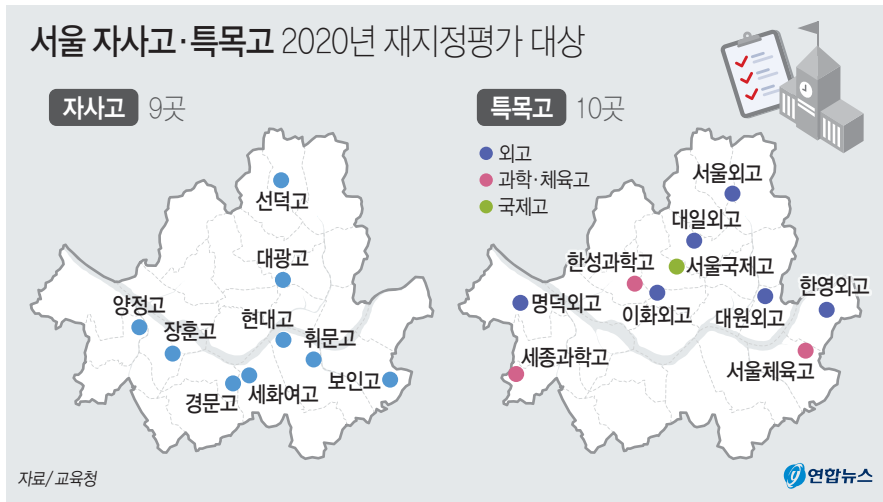 서울 자사고·특목고 2020년 재지정평가 대상
자사고 9곳
선덕고
대광고
양정고
장훈고
현대고
휘문고
경문고
세화여고
보인고
특목고 10곳
외고
과학·체육고
국제고
서울외고
대일외고
한성과학고
서울국제고
명덕외고
이화외고
대원외고
한영외고
세종과학고
서울체육고
자료/교육청
연합뉴스